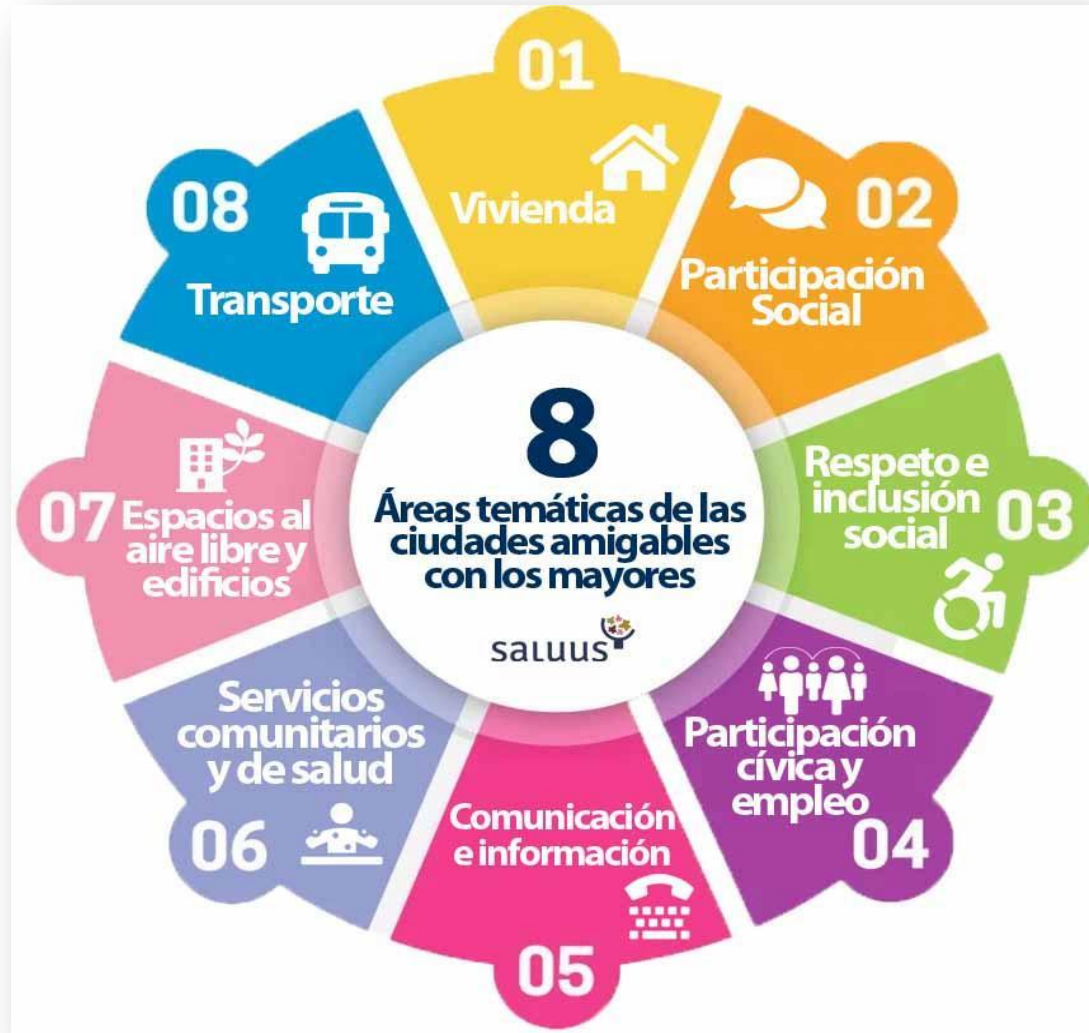 8
Áreas temáticas de las
ciudades amigables
con los mayores
saluus
01
Vivienda
02
Participación
Social
03
Respeto e
inclusión
social
04
Participación
cívica y
empleo
05
Comunicación
e información
06
Servicios
comunitarios
y de salud
07
Espacios al
aire libre y
edificios
08
Transporte